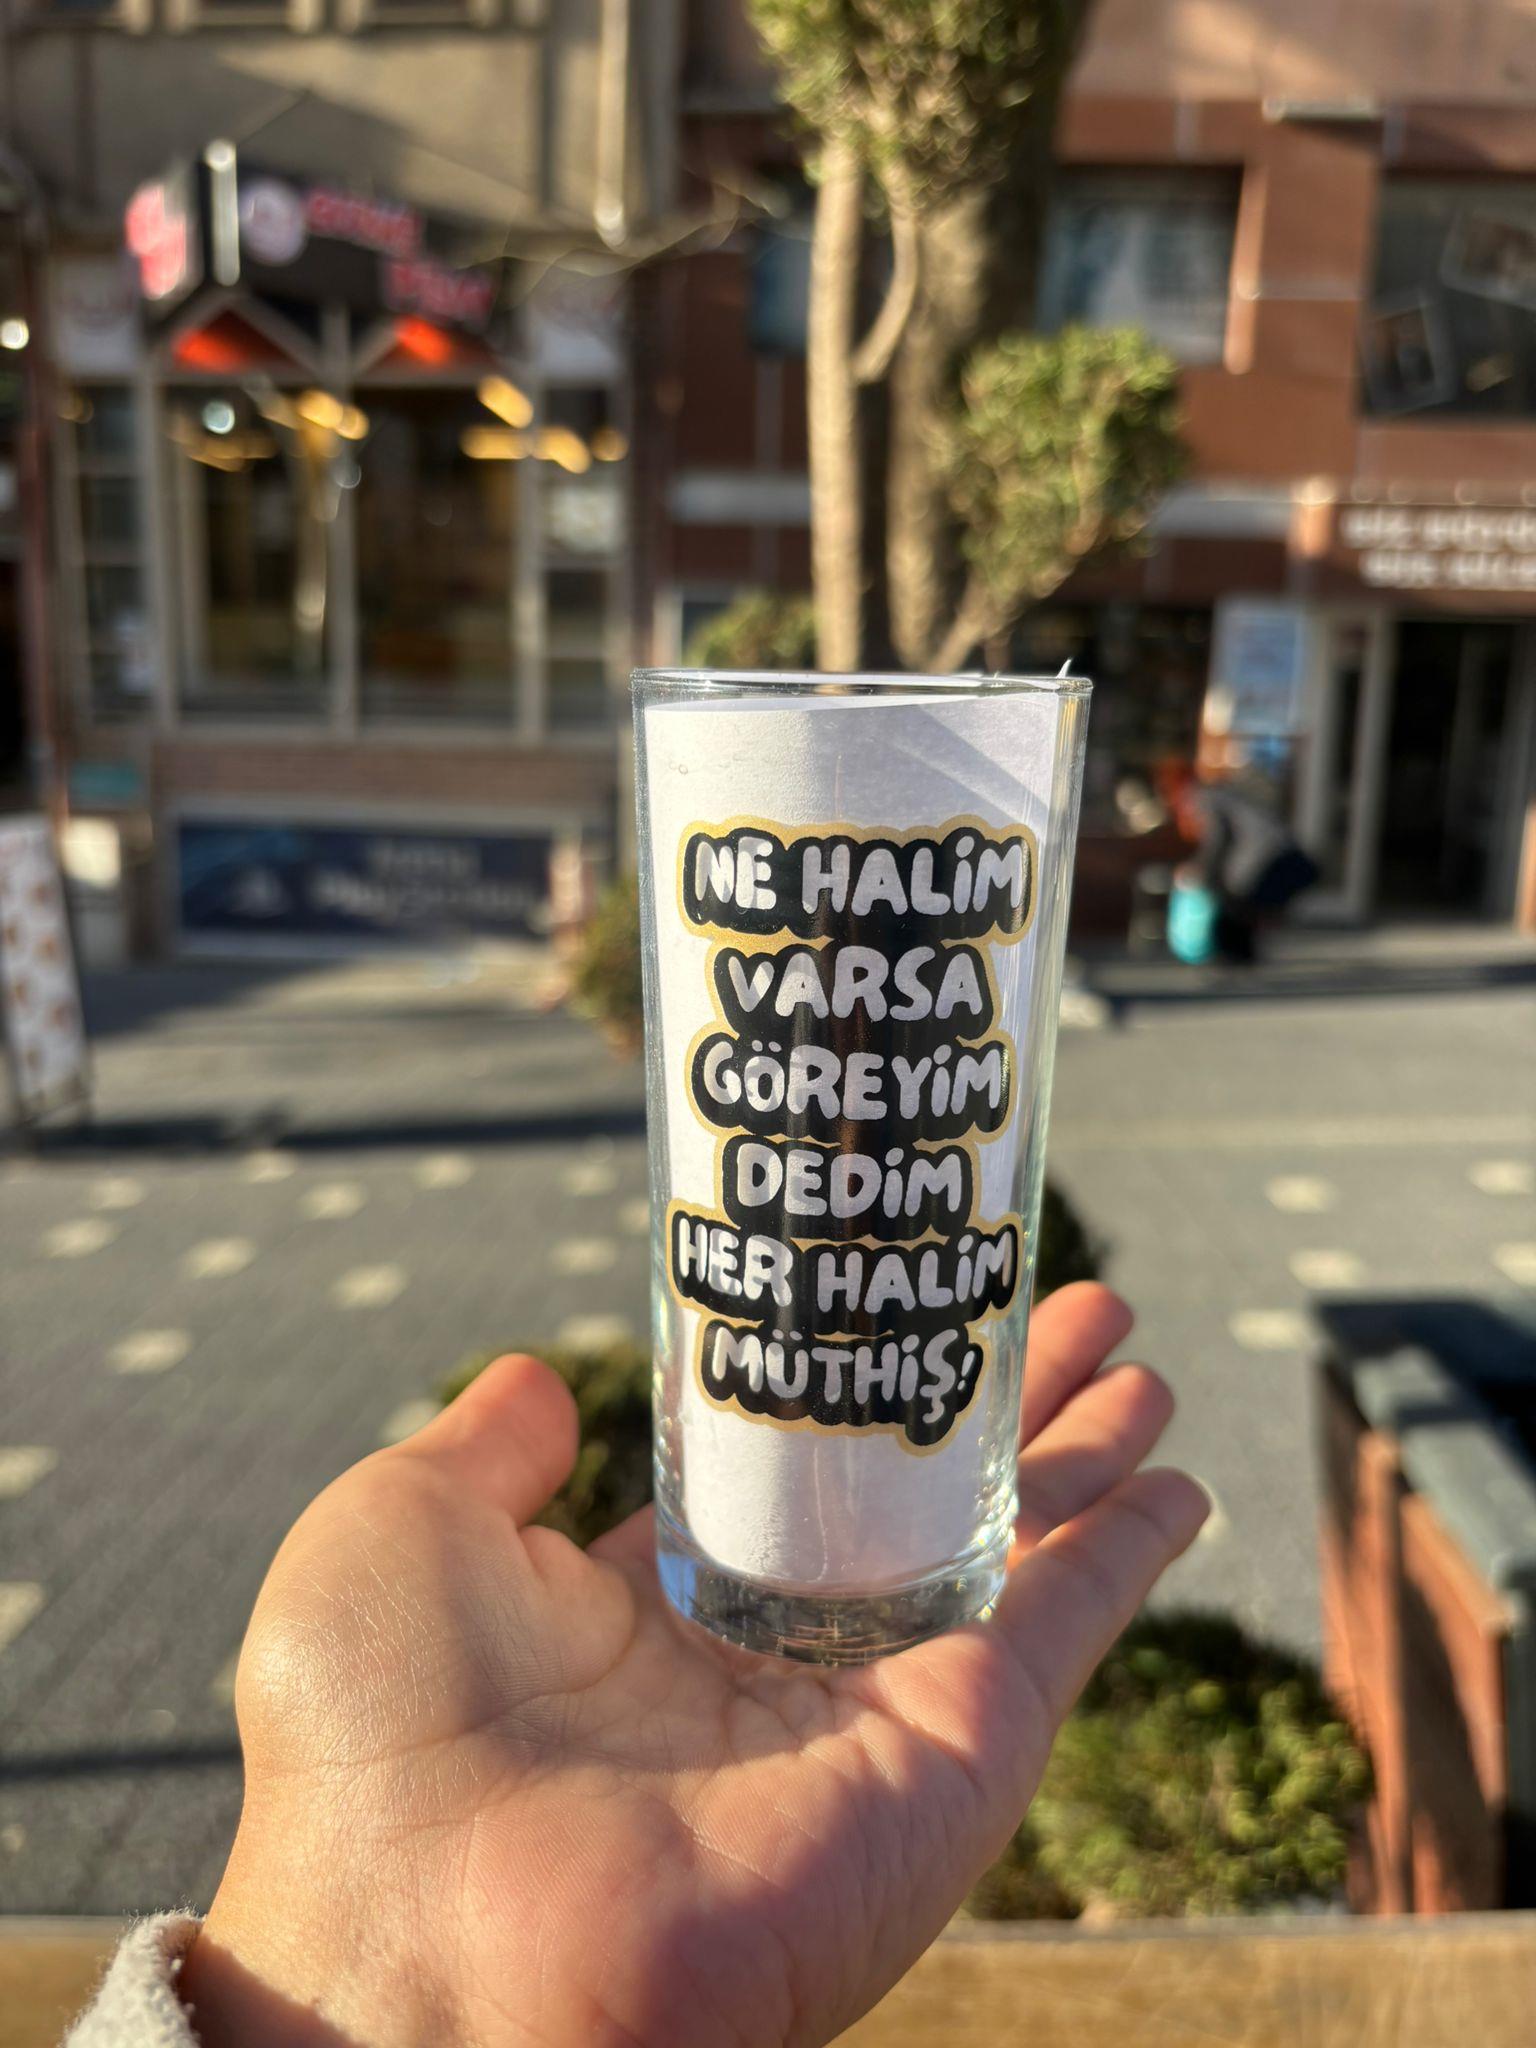 NE HALİM
VARSA
GÖREYİM
DEDİM
HER HALİM
MÜTHİŞ!